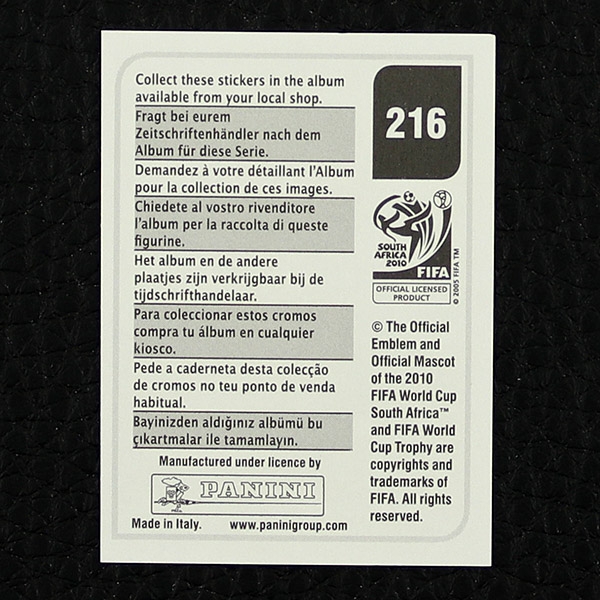 Collect these stickers in the album
available from your local shop.
Fragt bei eurem
Zeitschriftenhändler nach dem
Album für diese Serie.
Demandez à votre détaillant l'Album
pour la collection de ces images.
Chiedete al vostro rivenditore
l'album per la raccolta di queste
figurine.
Het album en de andere
plaatjes zijn verkrijgbaar bij de
tijdschrifthandelaar.
Para coleccionar estos cromos
compra tu álbum en cualquier
kiosco.
Pede a caderneta desta colecção
de cromos no teu ponto de venda
habitual.
Bayinizden aldığınız albümü bu
çıkartmalar ile tamamlayın.
Manufactured under licence by
PANINI
Made in Italy. www.paninigroup.com
216
SOUTH
AFRICA
2010
FIFA
OFFICIAL LICENSED
PRODUCT
© 2005 FIFA TM
© The Official
Emblem and
Official Mascot
of the 2010
FIFA World Cup
South Africa™
and FIFA World
Cup Trophy are
copyrights and
trademarks of
FIFA. All rights
reserved.